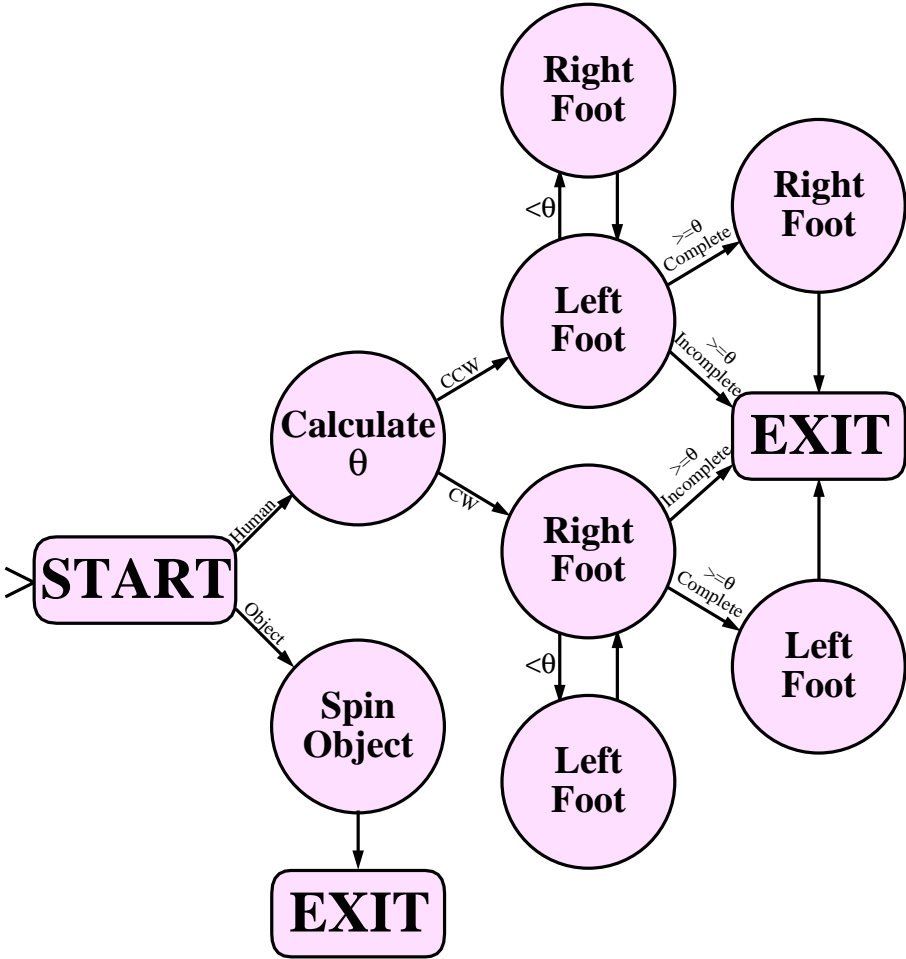 Right
Foot
Right
Foot
<θ
>=θ
Complete
Left
Foot
>=θ
Incomplete
CCW
Calculate
θ
EXIT
CW
>=θ
Incomplete
Right
Foot
Human
START
>=θ
Complete
Object
Left
Foot
<θ
Spin
Object
Left
Foot
EXIT